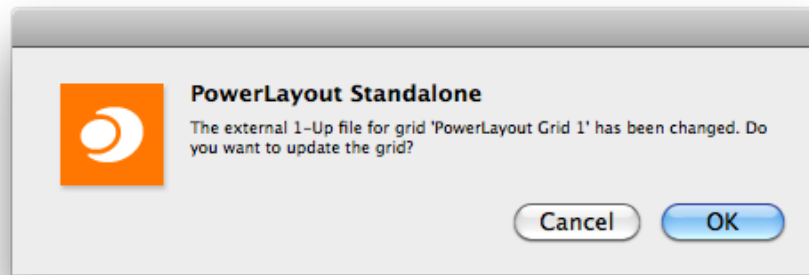 PowerLayout Standalone
The external 1-Up file for grid 'PowerLayout Grid 1' has been changed. Do
you want to update the grid?
Cancel OK